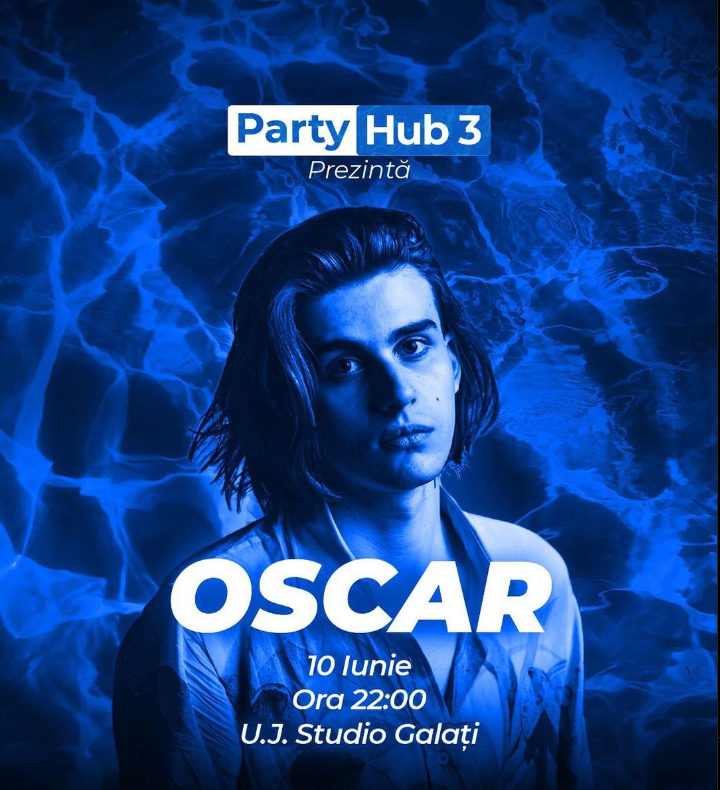 Party Hub 3
Prezintă
OSCAR
10 Iunie
Ora 22:00
U.J. Studio Galați